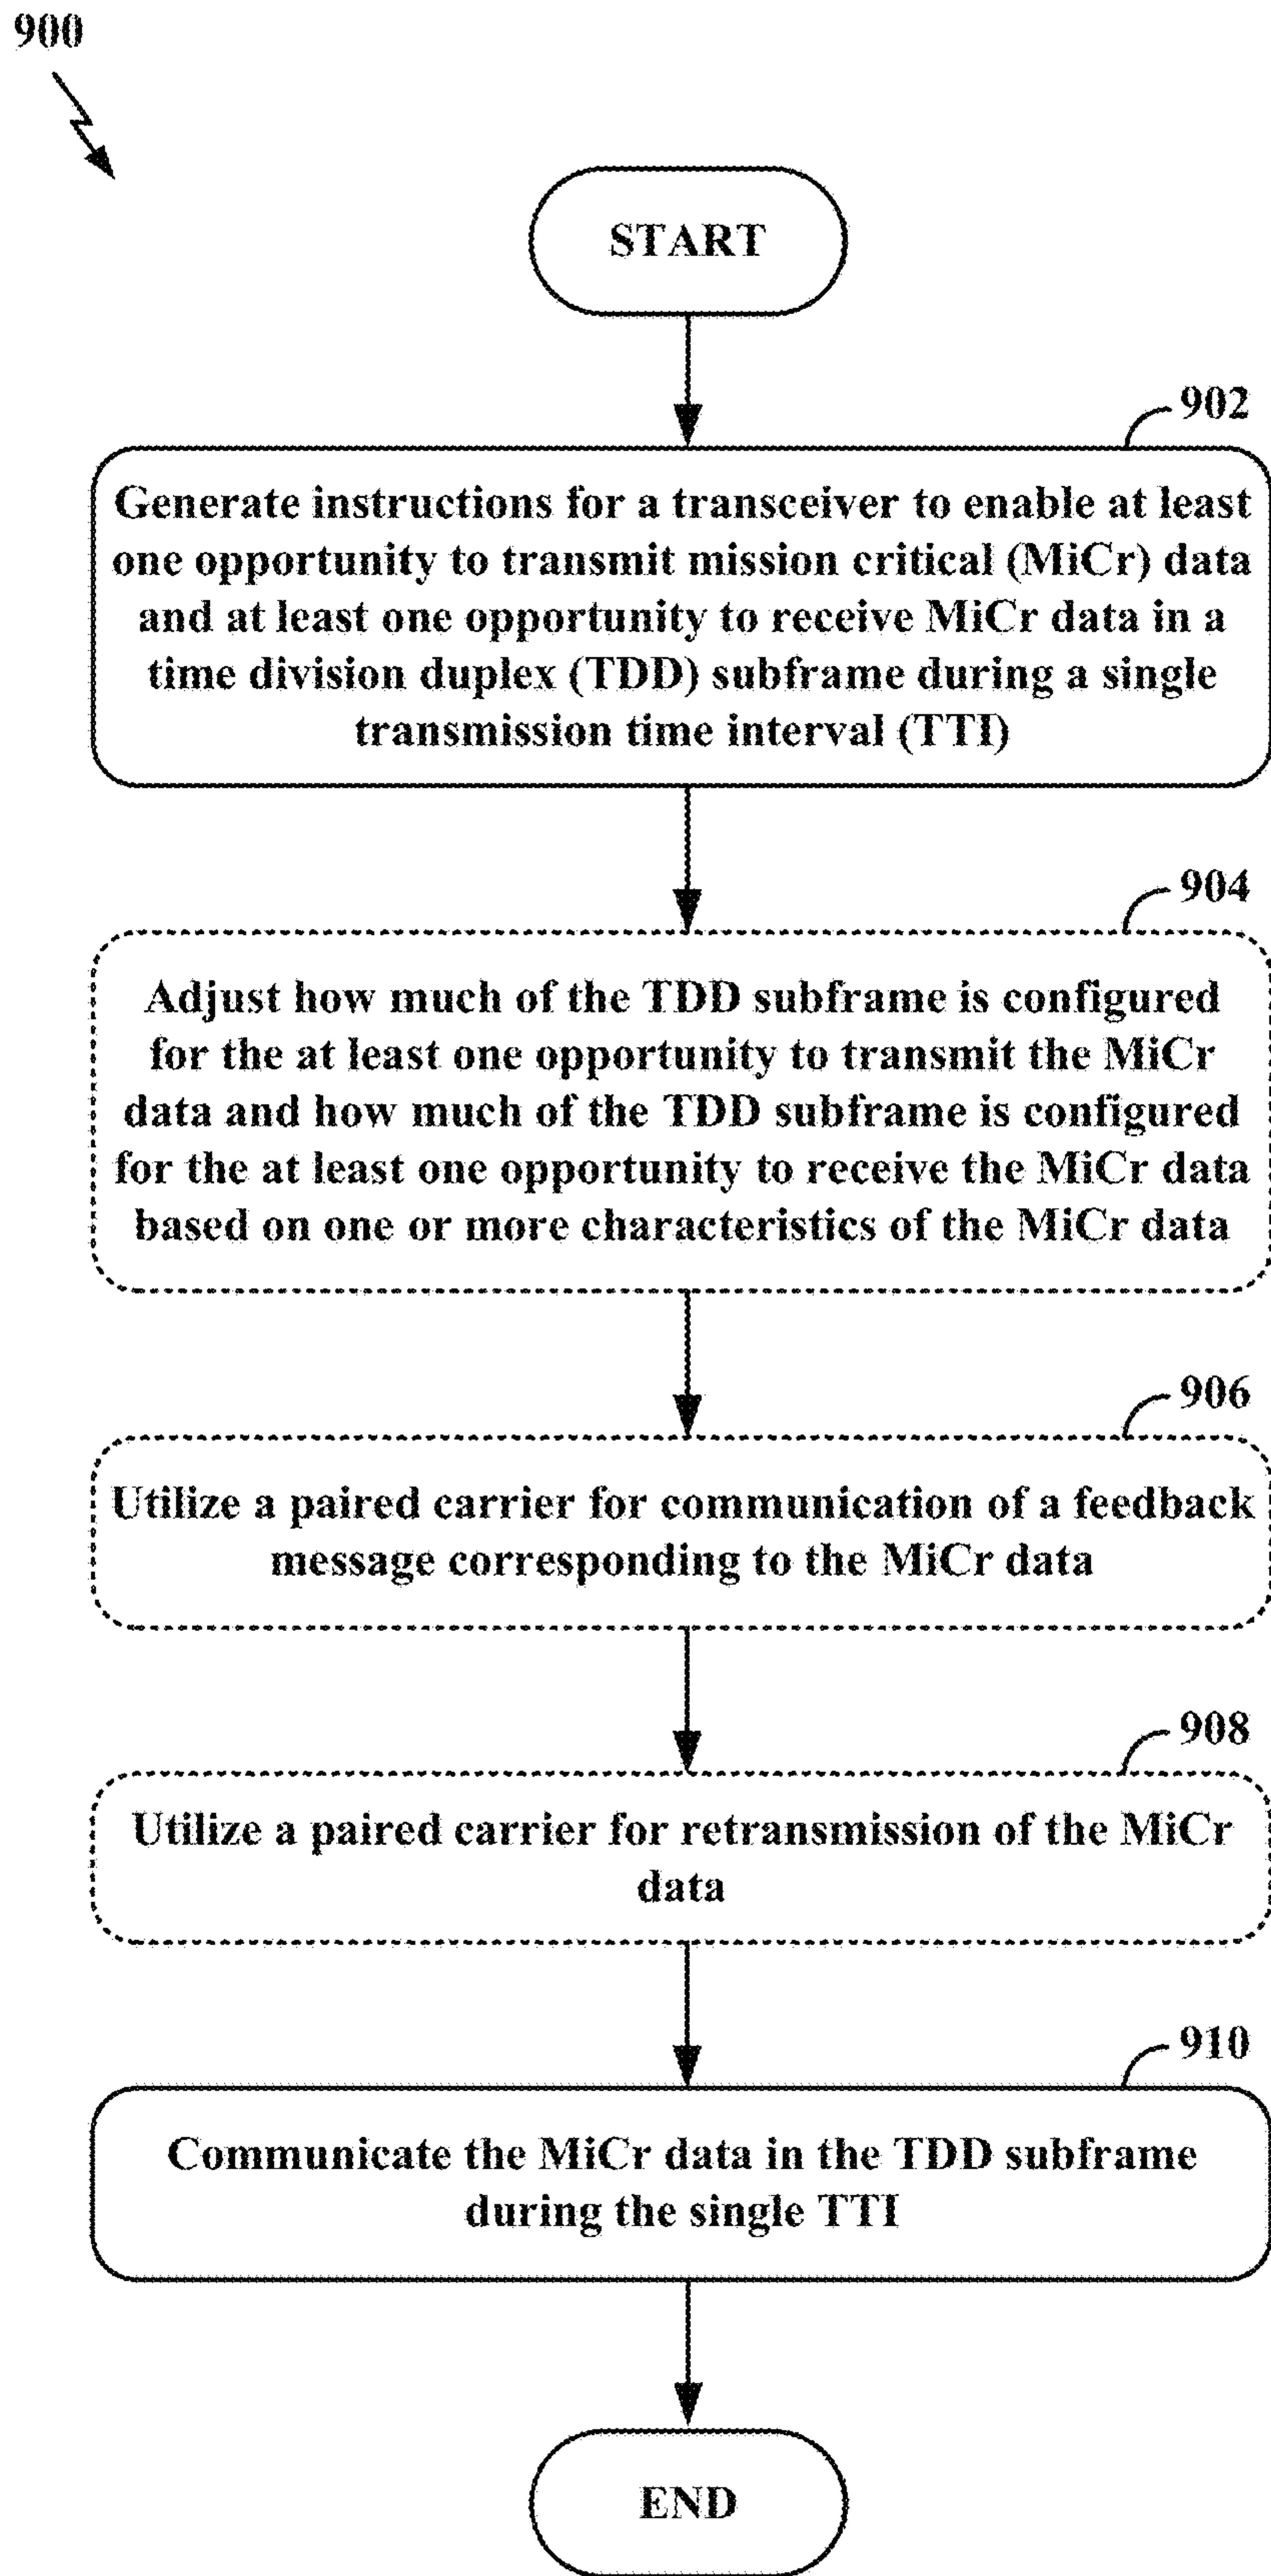 900
START
902
Generate instructions for a transceiver to enable at least
one opportunity to transmit mission critical (MiCr) data
and at least one opportunity to receive MiCr data in a
time division duplex (TDD) subframe during a single
transmission time interval (TTI)
904
Adjust how much of the TDD subframe is configured
for the at least one opportunity to transmit the MiCr
data and how much of the TDD subframe is configured
for the at least one opportunity to receive the MiCr data
based on one or more characteristics of the MiCr data
906
Utilize a paired carrier for communication of a feedback
message corresponding to the MiCr data
908
Utilize a paired carrier for retransmission of the MiCr
data
910
Communicate the MiCr data in the TDD subframe
during the single TTI
END